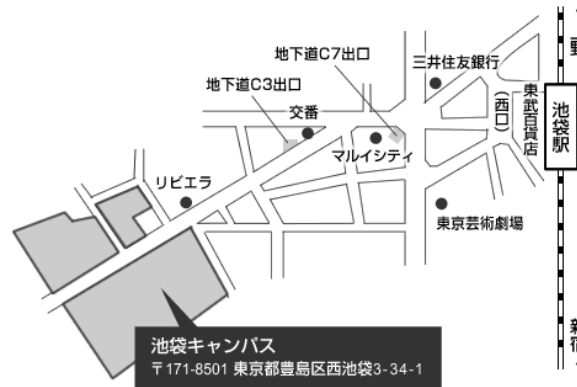 三井住友銀行
地下道C7出口
地下道C3出口
交番
マルイシティ
東武百貨店
(西口)
池袋駅
リビエラ
東京芸術劇場
新宿
池袋キャンパス
〒171-8501 東京都豊島区西池袋3-34-1